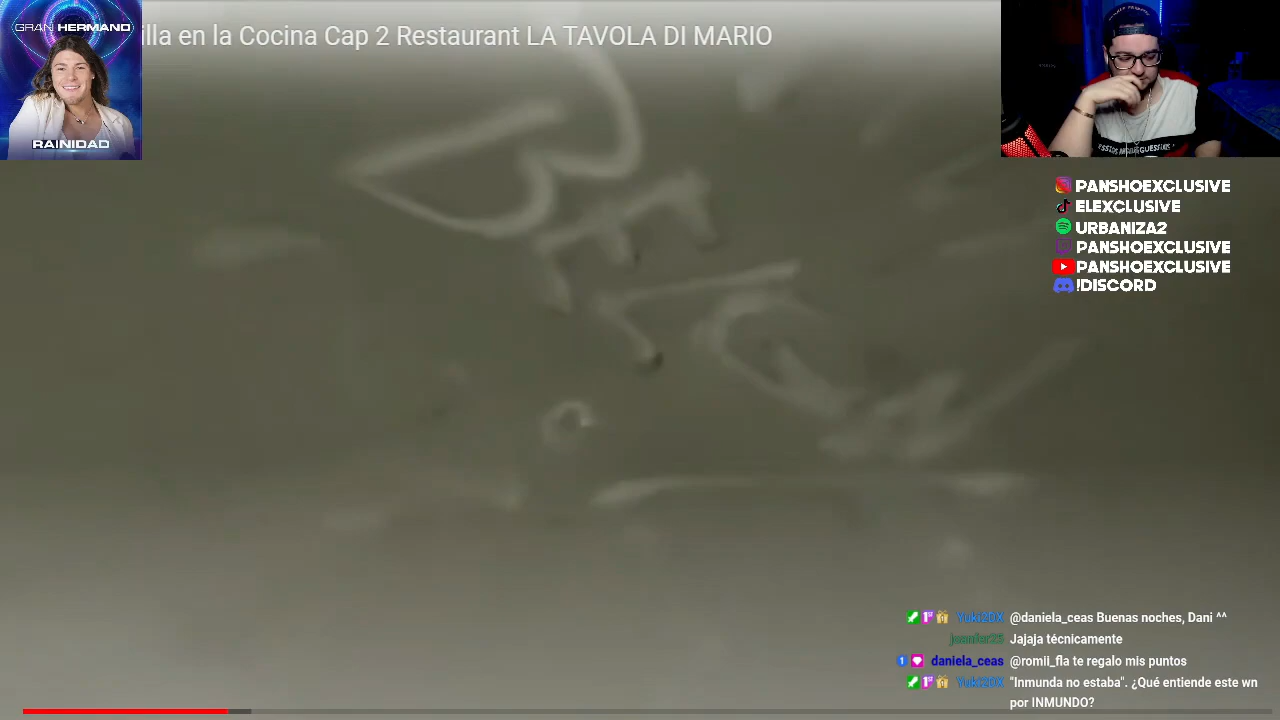 GRAN HERMANO
RAINIDAD
illa en la Cocina Cap 2 Restaurant LA TAVOLA DI MARIO
PANSHOEXCLUSIVE
ELEXCLUSIVE
URBANIZA2
PANSHOEXCLUSIVE
PANSHOEXCLUSIVE
!DISCORD
Yuki20X @daniela_ceas Buenas noches, Dani ^^
Jajaja técnicamente
daniela_ceas @romii_fla te regalo mis puntos
Yuki20X "Inmunda no estaba". ¿Qué entiende este wn
por INMUNDO?